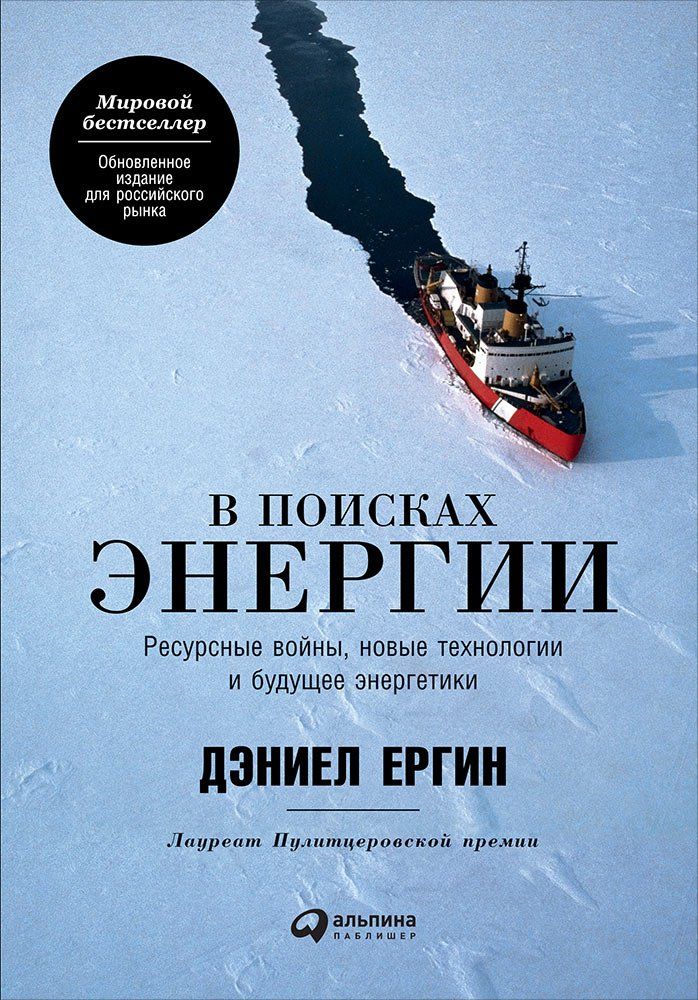 Мировой
бестселлер
Обновленное
издание
для российского
рынка
В ПОИСКАХ
ЭНЕРГИИ
Ресурсные войны, новые технологии
и будущее энергетики
ДЭНИЕЛ ЕРГИН
Лауреат Пулитцеровской премии
альпина
ПАБЛИШЕР